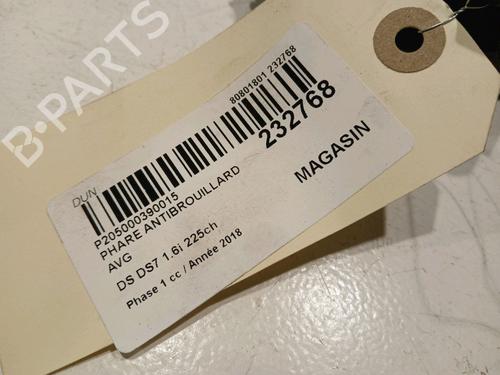 B-PARTS
80801801 232768
232768
MAGASIN
DUN
P205000390015
PHARE ANTIBROUILLARD
AVG
DS DS7 1.6i 225ch
Phase 1 cc / Année 2018